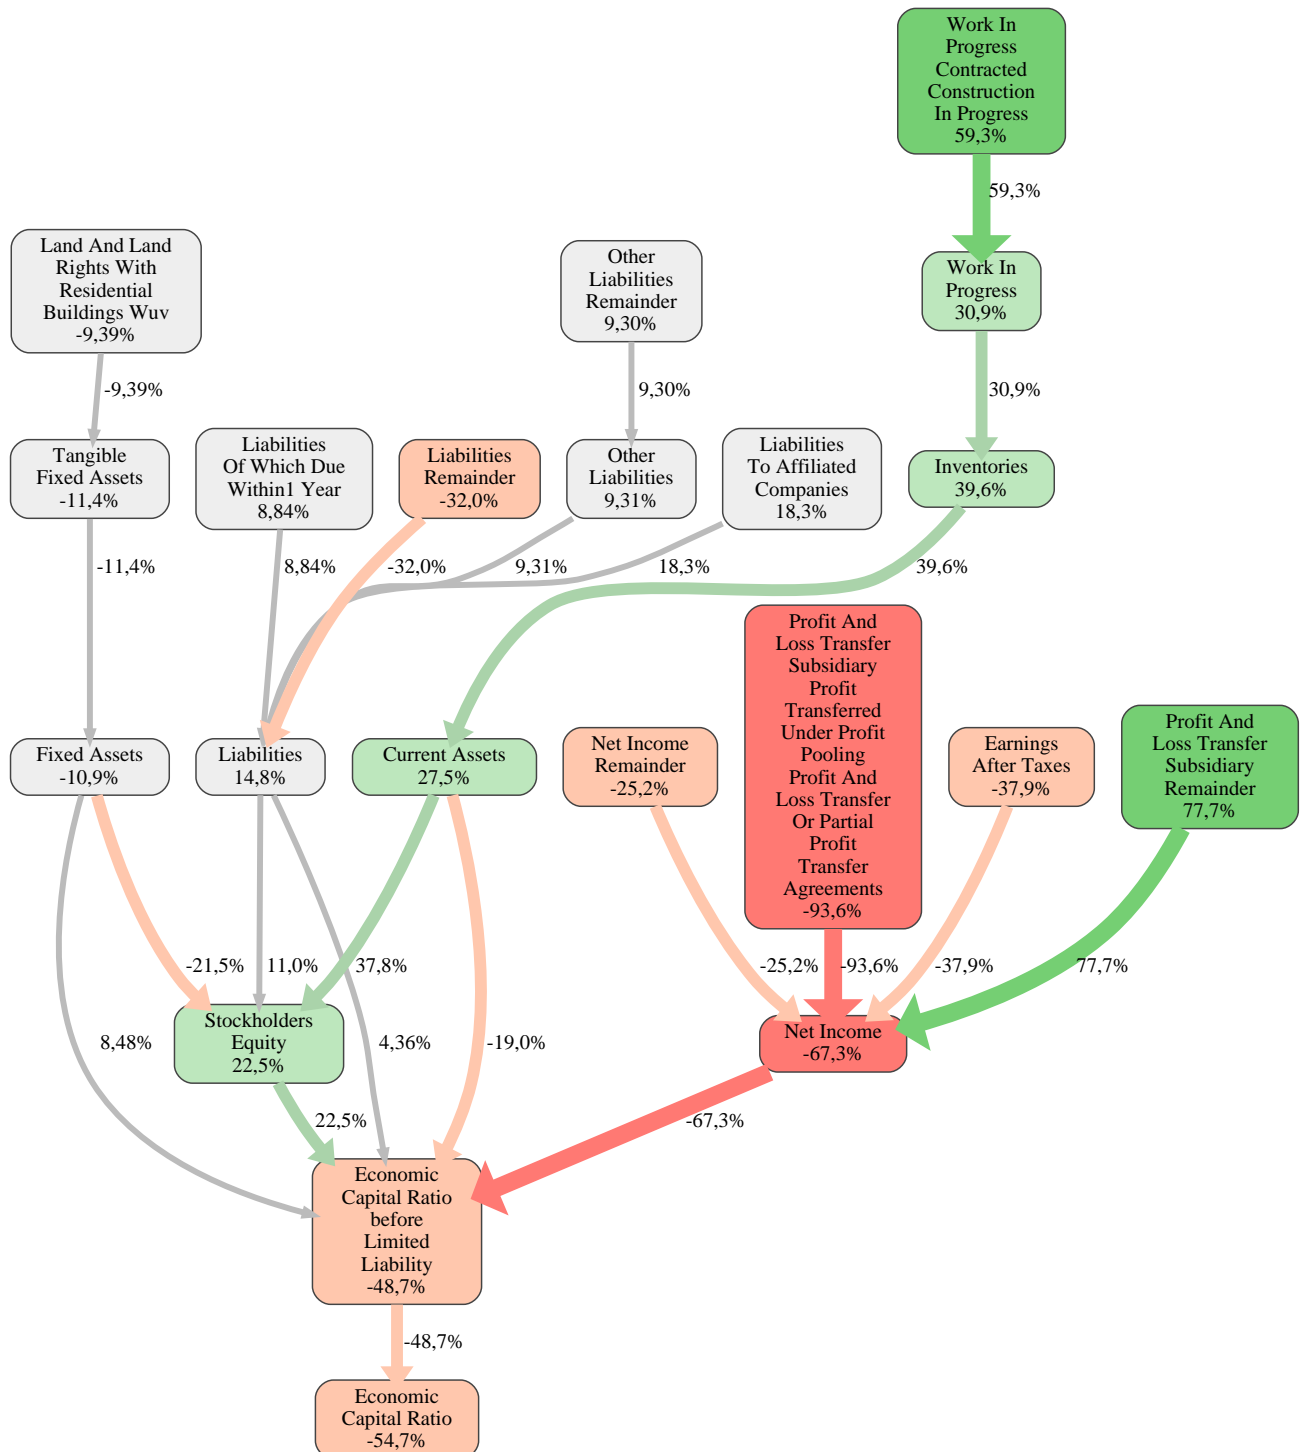 Work In
Progress
Contracted
Construction
In Progress
59,3%
59,3%
Land And Land
Rights With
Residential
Buildings Wuv
-9,39%
Other
Liabilities
Remainder
9,30%
Work In
Progress
30,9%
-9,39%
9,30%
30,9%
Tangible
Fixed Assets
-11,4%
Liabilities
Of Which Due
Within1 Year
8,84%
Liabilities
Remainder
-32,0%
Other
Liabilities
9,31%
Liabilities
To Affiliated
Companies
18,3%
Inventories
39,6%
-11,4%
8,84%
-32,0%
9,31%
18,3%
39,6%
Profit And
Loss Transfer
Subsidiary
Profit
Transferred
Under Profit
Pooling
Profit And
Loss Transfer
Or Partial
Profit
Transfer
Agreements
-93,6%
Fixed Assets
-10,9%
Liabilities
14,8%
Current Assets
27,5%
Net Income
Remainder
-25,2%
Earnings
After Taxes
-37,9%
Profit And
Loss Transfer
Subsidiary
Remainder
77,7%
-21,5%
11,0%
37,8%
-25,2%
-93,6%
-37,9%
77,7%
Stockholders
Equity
22,5%
Net Income
-67,3%
8,48%
4,36%
-19,0%
22,5%
-67,3%
Economic
Capital Ratio
before
Limited
Liability
-48,7%
-48,7%
Economic
Capital Ratio
-54,7%